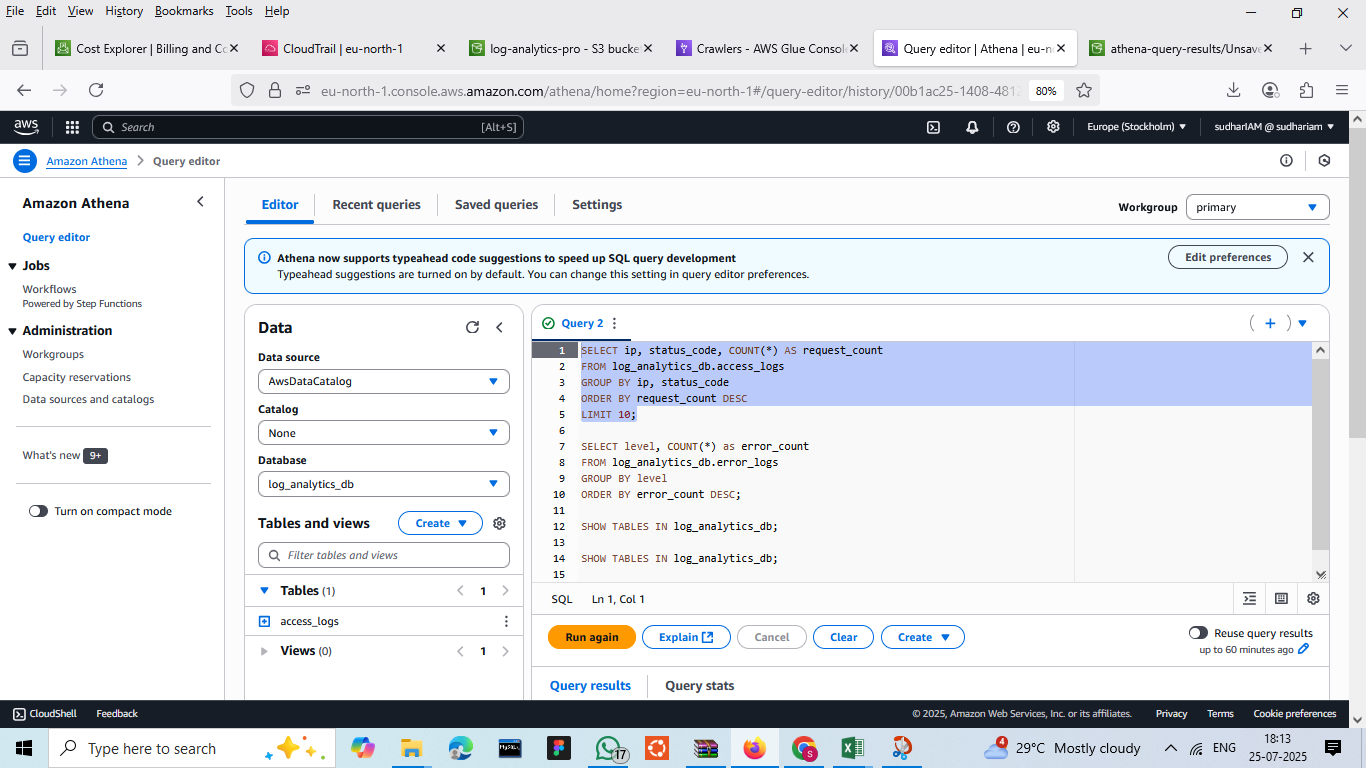 File Edit View History Bookmarks Tools Help
Cost Explorer | Billing and Co
CloudTrail | eu-north-1
log-analytics-pro - S3 bucke
Crawlers - AWS Glue Consol
Query editor | Athena | eu-n
athena-query-results/Unsave
eu-north-1.console.aws.amazon.com/athena/home?region=eu-north-1#/query-editor/history/00b1ac25-1408-481
80%
aws
Search [Alt+S]
Europe (Stockholm)
sudharIAM @ sudhariam
Amazon Athena
Query editor
Amazon Athena
Query editor
Jobs
Workflows
Powered by Step Functions
Administration
Workgroups
Capacity reservations
Data sources and catalogs
What's new 9+
Turn on compact mode
Editor
Recent queries
Saved queries
Settings
Workgroup primary
Athena now supports typeahead code suggestions to speed up SQL query development
Typeahead suggestions are turned on by default. You can change this setting in query editor preferences.
Edit preferences
Data
Data source
AwsDataCatalog
Catalog
None
Database
log_analytics_db
Tables and views
Create
Filter tables and views
Tables (1)
1
access_logs
Views (0)
1
Query 2
1 SELECT ip, status_code, COUNT(*) AS request_count
2 FROM log_analytics_db.access_logs
3 GROUP BY ip, status_code
4 ORDER BY request_count DESC
5 LIMIT 10;
6
7 SELECT level, COUNT(*) as error_count
8 FROM log_analytics_db.error_logs
9 GROUP BY level
10 ORDER BY error_count DESC;
11
12 SHOW TABLES IN log_analytics_db;
13
14 SHOW TABLES IN log_analytics_db;
15
SQL Ln 1, Col 1
Run again
Explain
Cancel
Clear
Create
Reuse query results
up to 60 minutes ago
Query results
Query stats
CloudShell Feedback
© 2025, Amazon Web Services, Inc. or its affiliates. Privacy Terms Cookie preferences
Type here to search
17
4
29°C Mostly cloudy
ENG
18:13
25-07-2025